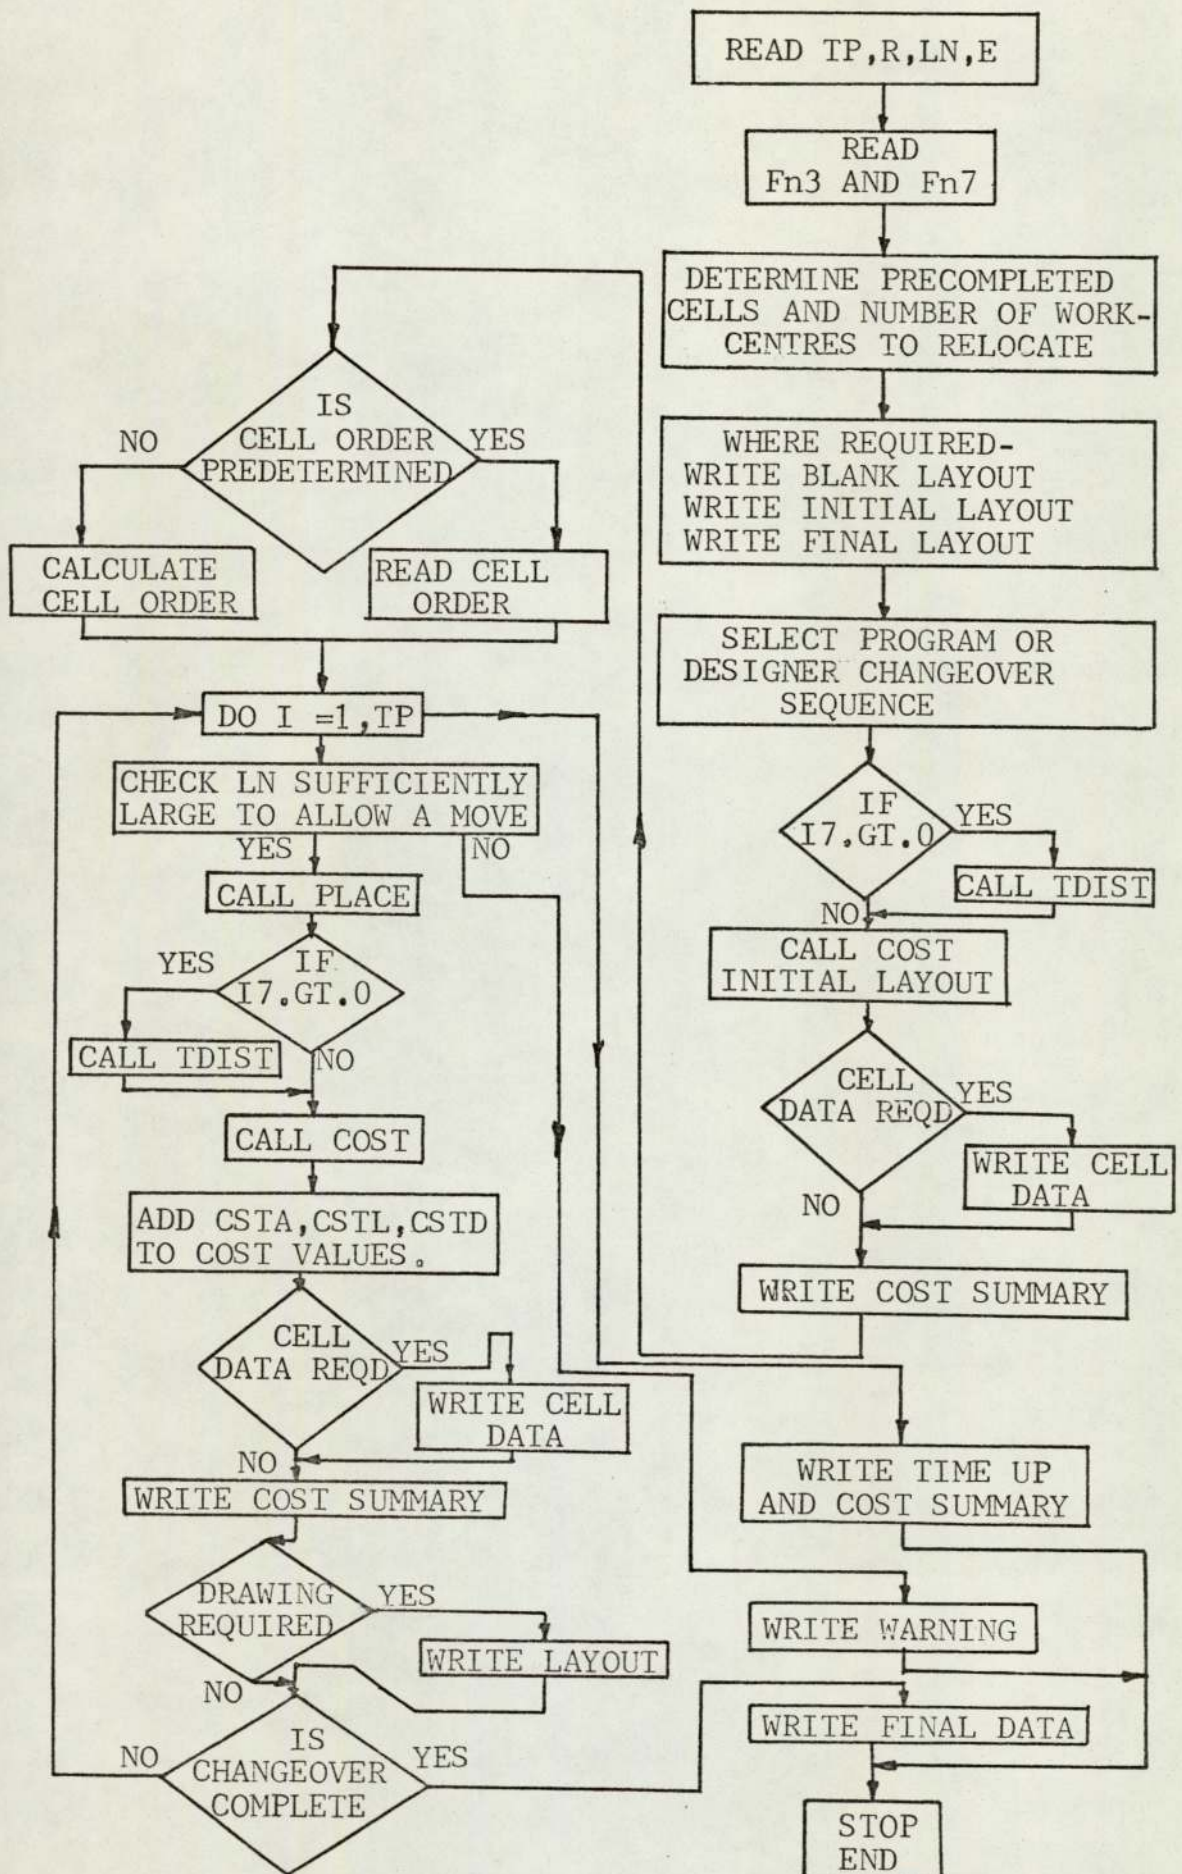 READ TP,R,LN,E
READ
Fn3 AND Fn7
DETERMINE PRECOMPLETED
CELLS AND NUMBER OF WORK-
CENTRES TO RELOCATE
WHERE REQUIRED-
WRITE BLANK LAYOUT
WRITE INITIAL LAYOUT
WRITE FINAL LAYOUT
SELECT PROGRAM OR
DESIGNER CHANGEOVER
SEQUENCE
IF
I7.GT.0
YES
CALL TDIST
NO
CALL COST
INITIAL LAYOUT
CELL
DATA REQD
YES
WRITE CELL
DATA
NO
WRITE COST SUMMARY
IS
CELL ORDER
PREDETERMINED
NO
YES
CALCULATE
CELL ORDER
READ CELL
ORDER
DO I =1,TP
CHECK LN SUFFICIENTLY
LARGE TO ALLOW A MOVE
YES
NO
CALL PLACE
IF
I7.GT.0
YES
CALL TDIST
NO
CALL COST
ADD CSTA,CSTL,CSTD
TO COST VALUES.
CELL
DATA REQD
YES
WRITE CELL
DATA
NO
WRITE COST SUMMARY
DRAWING
REQUIRED
YES
WRITE LAYOUT
NO
IS
CHANGEOVER
COMPLETE
NO
YES
WRITE TIME UP
AND COST SUMMARY
WRITE WARNING
WRITE FINAL DATA
STOP
END